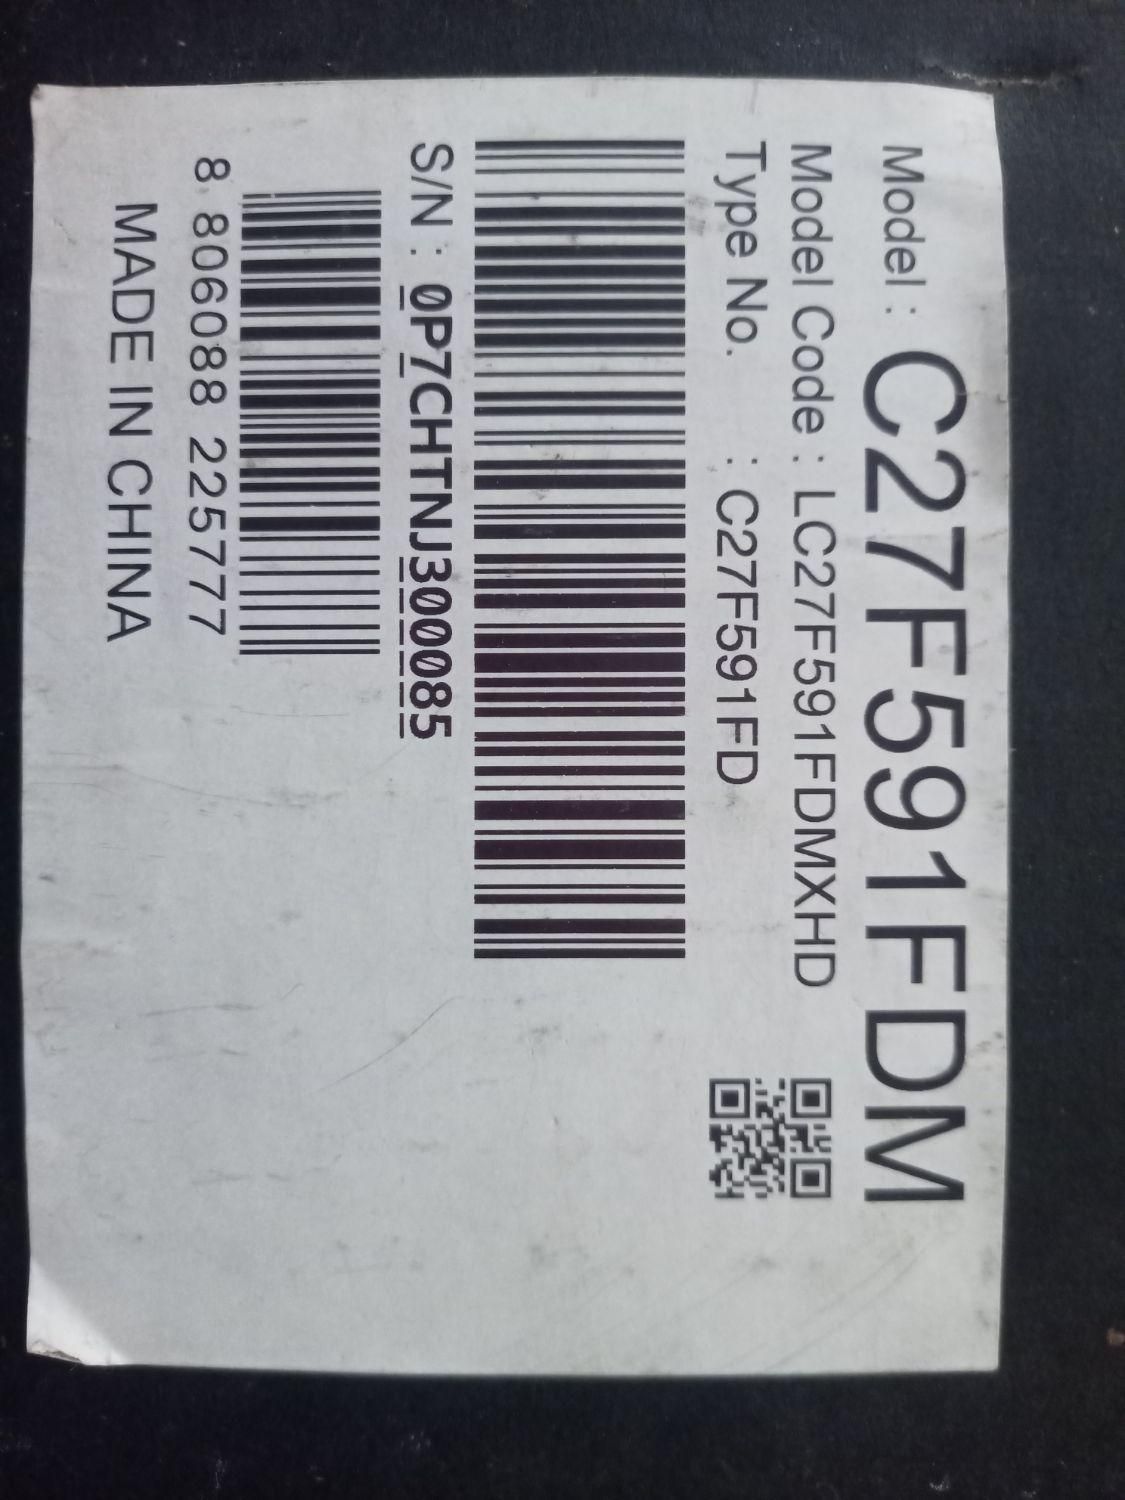 Model : C27F591FDM
Model Code : LC27F591FDMXHD
Type No. : C27F591FD
S/N : 0P7CHTNJ300085
8 806088 225777
MADE IN CHINA